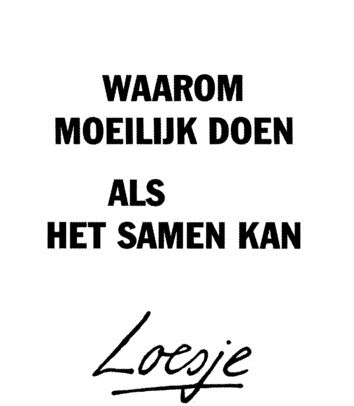 WAAROM
MOEILIJK DOEN
ALS
HET SAMEN KAN
Loesje